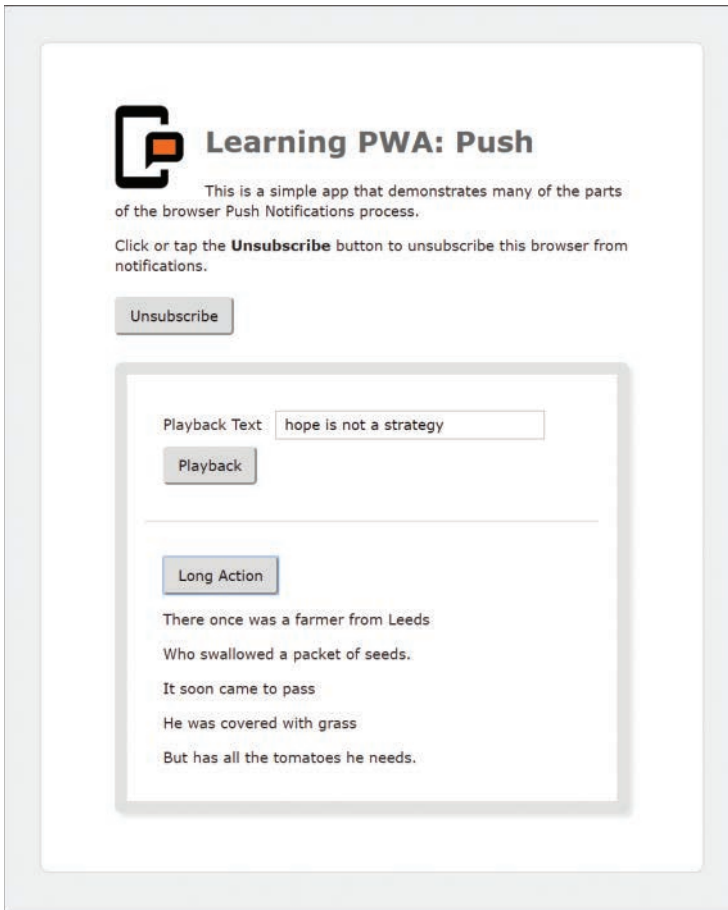 Learning PWA: Push
This is a simple app that demonstrates many of the parts
of the browser Push Notifications process.
Click or tap the Unsubscribe button to unsubscribe this browser from
notifications.
Unsubscribe
Playback Text hope is not a strategy
Playback
Long Action
There once was a farmer from Leeds
Who swallowed a packet of seeds.
It soon came to pass
He was covered with grass
But has all the tomatoes he needs.